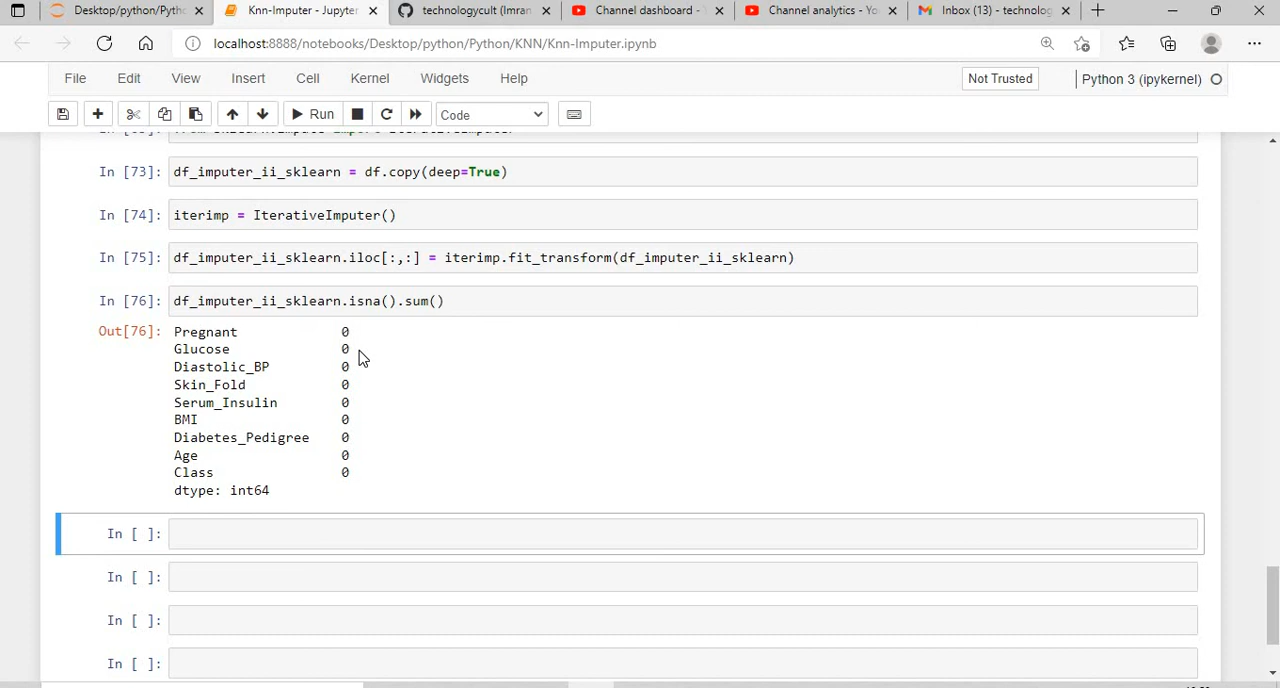 Desktop/python/Pytho
Knn-Imputer - Jupyter
technologycult (Imran
Channel dashboard - Y
Channel analytics - Yo
Inbox (13) - technolog
localhost:8888/notebooks/Desktop/python/Python/KNN/Knn-Imputer.ipynb
File Edit View Insert Cell Kernel Widgets Help
Not Trusted
Python 3 (ipykernel)
Run
Code
In [73]: df_imputer_ii_sklearn = df.copy(deep=True)
In [74]: iterimp = IterativeImputer()
In [75]: df_imputer_ii_sklearn.iloc[:,:] = iterimp.fit_transform(df_imputer_ii_sklearn)
In [76]: df_imputer_ii_sklearn.isna().sum()
Out[76]: Pregnant 0
Glucose 0
Diastolic_BP 0
Skin_Fold 0
Serum_Insulin 0
BMI 0
Diabetes_Pedigree 0
Age 0
Class 0
dtype: int64
In [ ]:
In [ ]:
In [ ]:
In [ ]: